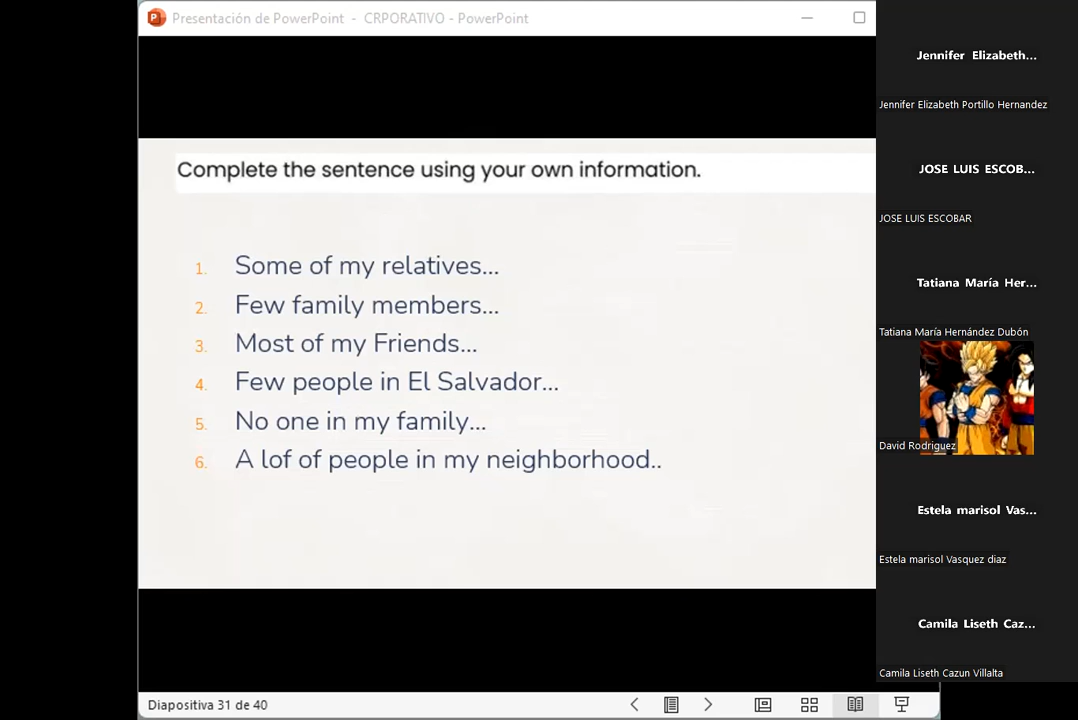 Presentación de PowerPoint - CRPORATIVO - PowerPoint
Complete the sentence using your own information.
1. Some of my relatives...
2. Few family members...
3. Most of my Friends...
4. Few people in El Salvador...
5. No one in my family...
6. A lof of people in my neighborhood..
Diapositiva 31 de 40
Jennifer Elizabeth...
Jennifer Elizabeth Portillo Hernandez
JOSE LUIS ESCOB...
JOSE LUIS ESCOBAR
Tatiana María Her...
Tatiana María Hernández Dubón
David Rodriguez
Estela marisol Vas...
Estela marisol Vasquez diaz
Camila Liseth Caz...
Camila Liseth Cazun Villalta